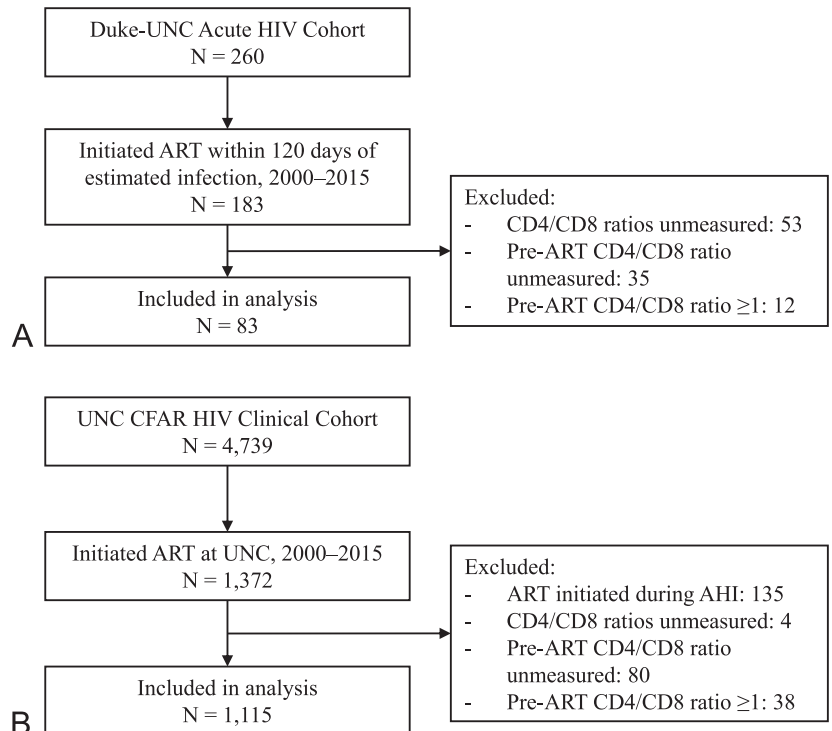 Duke-UNC Acute HIV Cohort
N = 260
Initiated ART within 120 days of
estimated infection, 2000–2015
N = 183
Excluded:
- CD4/CD8 ratios unmeasured: 53
- Pre-ART CD4/CD8 ratio
unmeasured: 35
- Pre-ART CD4/CD8 ratio ≥1: 12
Included in analysis
N = 83
A
UNC CFAR HIV Clinical Cohort
N = 4,739
Initiated ART at UNC, 2000–2015
N = 1,372
Excluded:
- ART initiated during AHI: 135
- CD4/CD8 ratios unmeasured: 4
- Pre-ART CD4/CD8 ratio
unmeasured: 80
- Pre-ART CD4/CD8 ratio ≥1: 38
Included in analysis
N = 1,115
B